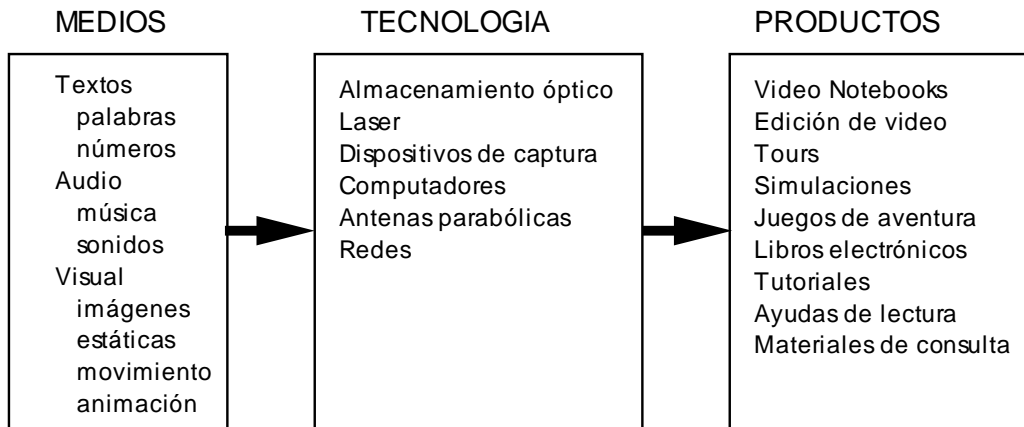 MEDIOS
Textos
palabras
números
Audio
música
sonidos
Visual
imágenes
estáticas
movimiento
animación
TECNOLOGIA
Almacenamiento óptico
Laser
Dispositivos de captura
Computadores
Antenas parabólicas
Redes
PRODUCTOS
Video Notebooks
Edición de video
Tours
Simulaciones
Juegos de aventura
Libros electrónicos
Tutoriales
Ayudas de lectura
Materiales de consulta